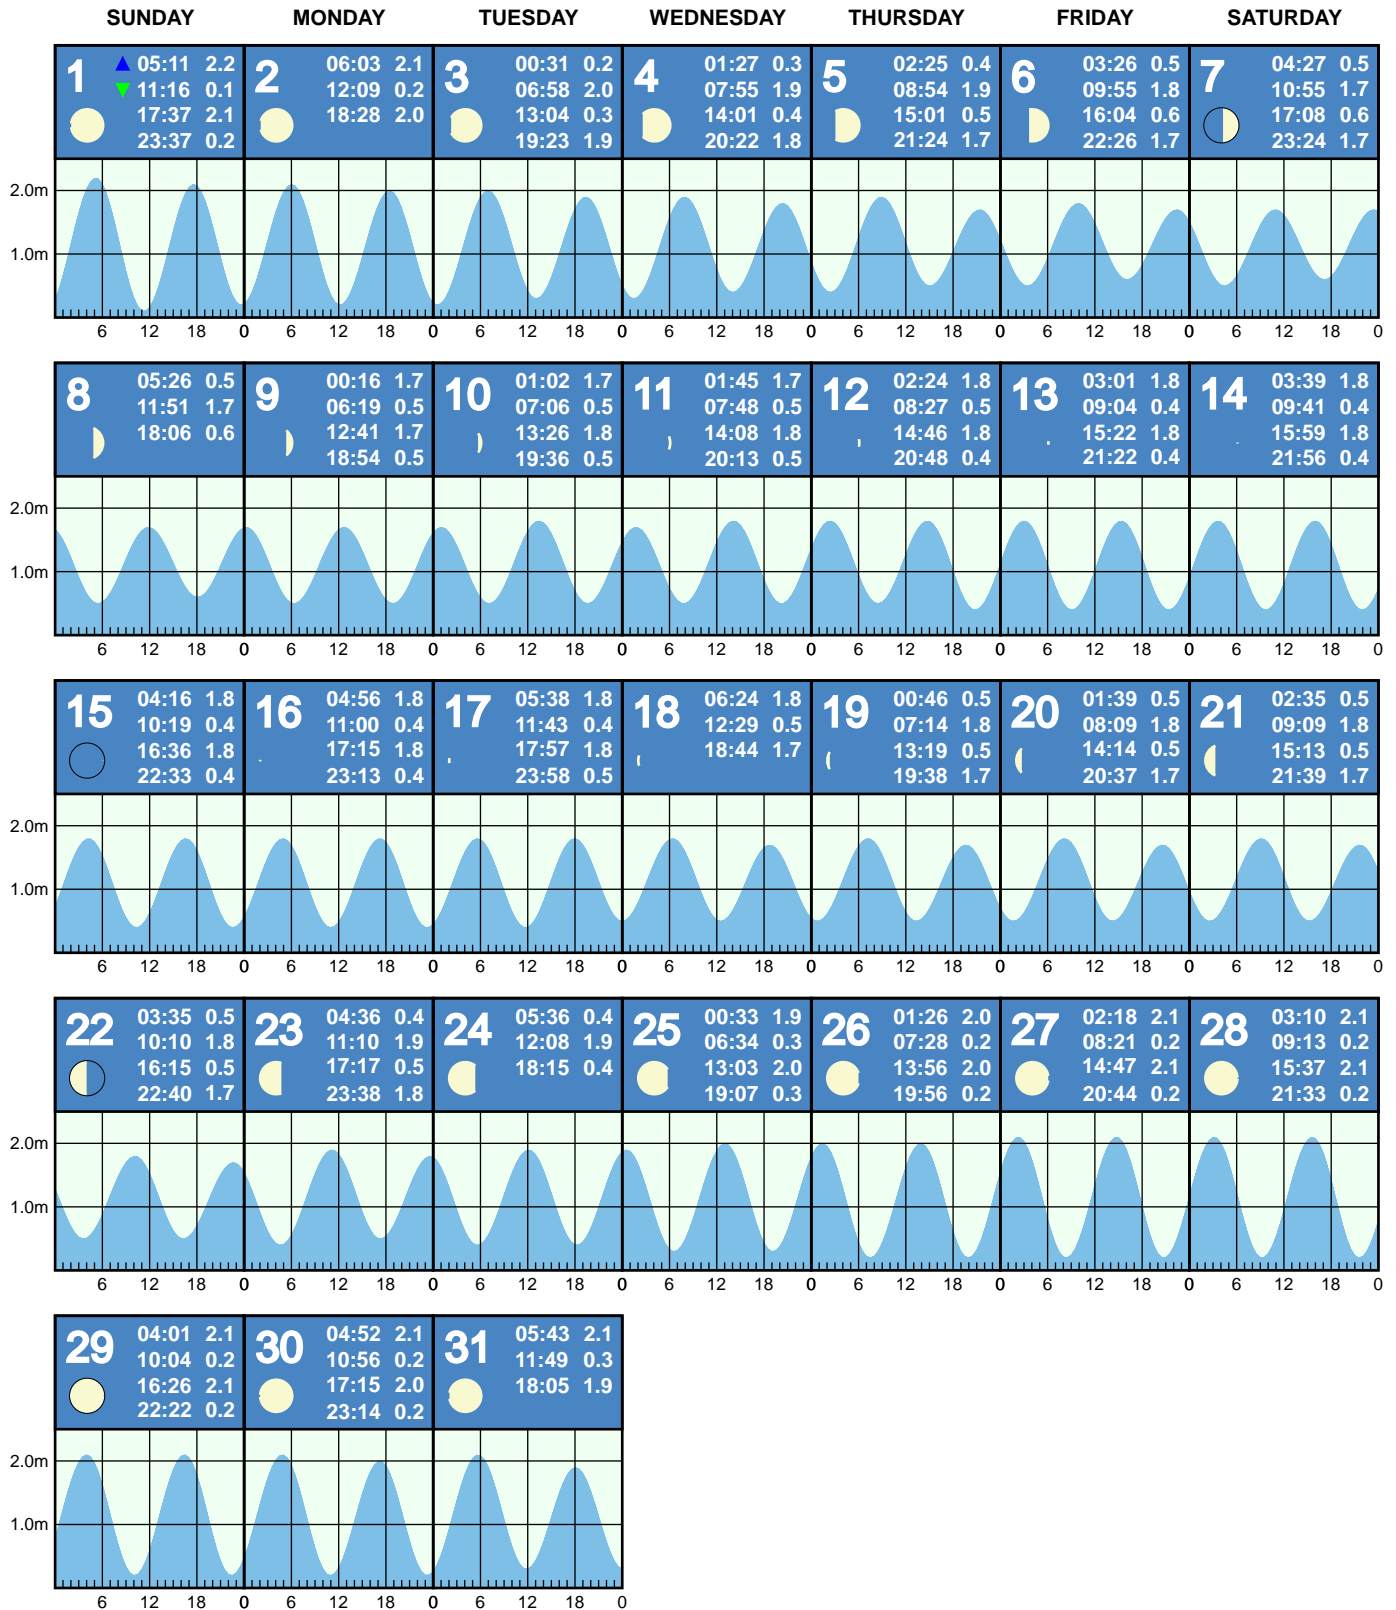 SUNDAY MONDAY TUESDAY WEDNESDAY THURSDAY FRIDAY SATURDAY
1 05:11 2.2
11:16 0.1
17:37 2.1
23:37 0.2
2 06:03 2.1
12:09 0.2
18:28 2.0
3 00:31 0.2
06:58 2.0
13:04 0.3
19:23 1.9
4 01:27 0.3
07:55 1.9
14:01 0.4
20:22 1.8
5 02:25 0.4
08:54 1.9
15:01 0.5
21:24 1.7
6 03:26 0.5
09:55 1.8
16:04 0.6
22:26 1.7
7 04:27 0.5
10:55 1.7
17:08 0.6
23:24 1.7
2.0m
1.0m
6 12 18 0 6 12 18 0 6 12 18 0 6 12 18 0 6 12 18 0 6 12 18 0 6 12 18 0
8 05:26 0.5
11:51 1.7
18:06 0.6
9 00:16 1.7
06:19 0.5
12:41 1.7
18:54 0.5
10 01:02 1.7
07:06 0.5
13:26 1.8
19:36 0.5
11 01:45 1.7
07:48 0.5
14:08 1.8
20:13 0.5
12 02:24 1.8
08:27 0.5
14:46 1.8
20:48 0.4
13 03:01 1.8
09:04 0.4
15:22 1.8
21:22 0.4
14 03:39 1.8
09:41 0.4
15:59 1.8
21:56 0.4
2.0m
1.0m
6 12 18 0 6 12 18 0 6 12 18 0 6 12 18 0 6 12 18 0 6 12 18 0 6 12 18 0
15 04:16 1.8
10:19 0.4
16:36 1.8
22:33 0.4
16 04:56 1.8
11:00 0.4
17:15 1.8
23:13 0.4
17 05:38 1.8
11:43 0.4
17:57 1.8
23:58 0.5
18 06:24 1.8
12:29 0.5
18:44 1.7
19 00:46 0.5
07:14 1.8
13:19 0.5
19:38 1.7
20 01:39 0.5
08:09 1.8
14:14 0.5
20:37 1.7
21 02:35 0.5
09:09 1.8
15:13 0.5
21:39 1.7
2.0m
1.0m
6 12 18 0 6 12 18 0 6 12 18 0 6 12 18 0 6 12 18 0 6 12 18 0 6 12 18 0
22 03:35 0.5
10:10 1.8
16:15 0.5
22:40 1.7
23 04:36 0.4
11:10 1.9
17:17 0.5
23:38 1.8
24 05:36 0.4
12:08 1.9
18:15 0.4
25 00:33 1.9
06:34 0.3
13:03 2.0
19:07 0.3
26 01:26 2.0
07:28 0.2
13:56 2.0
19:56 0.2
27 02:18 2.1
08:21 0.2
14:47 2.1
20:44 0.2
28 03:10 2.1
09:13 0.2
15:37 2.1
21:33 0.2
2.0m
1.0m
6 12 18 0 6 12 18 0 6 12 18 0 6 12 18 0 6 12 18 0 6 12 18 0 6 12 18 0
29 04:01 2.1
10:04 0.2
16:26 2.1
22:22 0.2
30 04:52 2.1
10:56 0.2
17:15 2.0
23:14 0.2
31 05:43 2.1
11:49 0.3
18:05 1.9
2.0m
1.0m
6 12 18 0 6 12 18 0 6 12 18 0